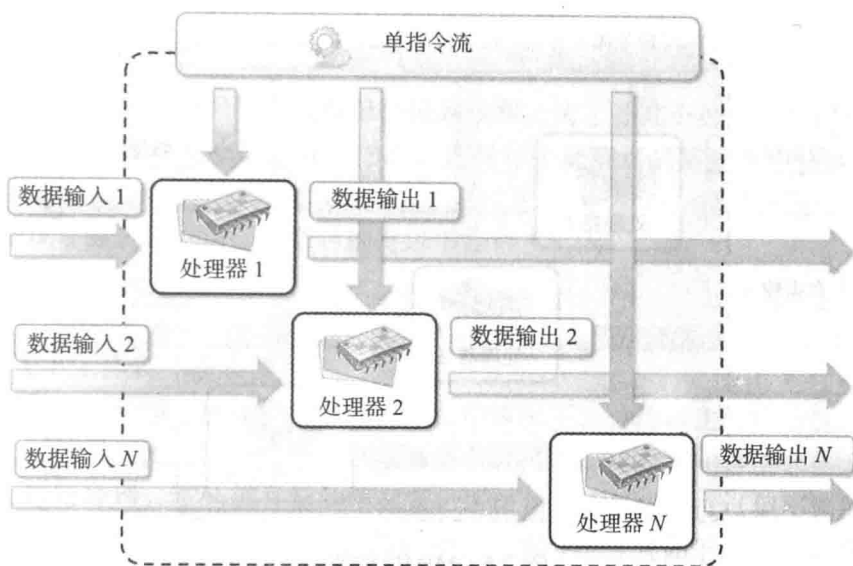 单指令流
数据输入 1
数据输出 1
处理器 1
数据输入 2
数据输出 2
处理器 2
数据输入 N
数据输出 N
处理器 N